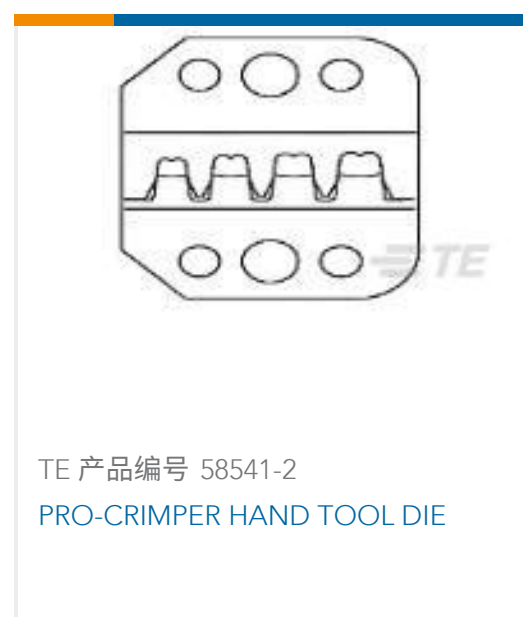 TE
TE 产品编号 58541-2
PRO-CRIMPER HAND TOOL DIE